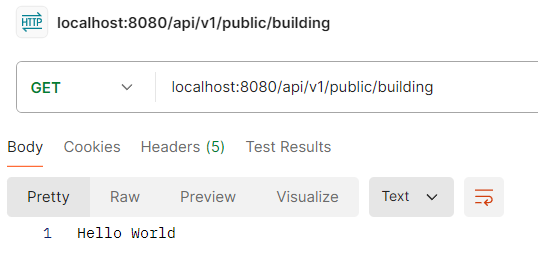 HTTP localhost:8080/api/v1/public/building
GET localhost:8080/api/v1/public/building
Body Cookies Headers (5) Test Results
Pretty Raw Preview Visualize Text
1 Hello World